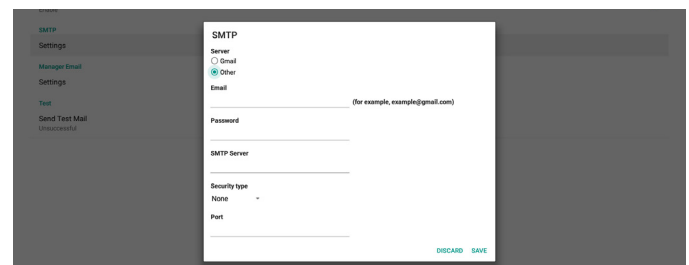 Enable
SMTP
Settings
Manager Email
Settings
Test
Send Test Mail
Unsuccessful
SMTP
Server
Gmail
Other
Email
(for example, example@gmail.com)
Password
SMTP Server
Security type
None
Port
DISCARD SAVE